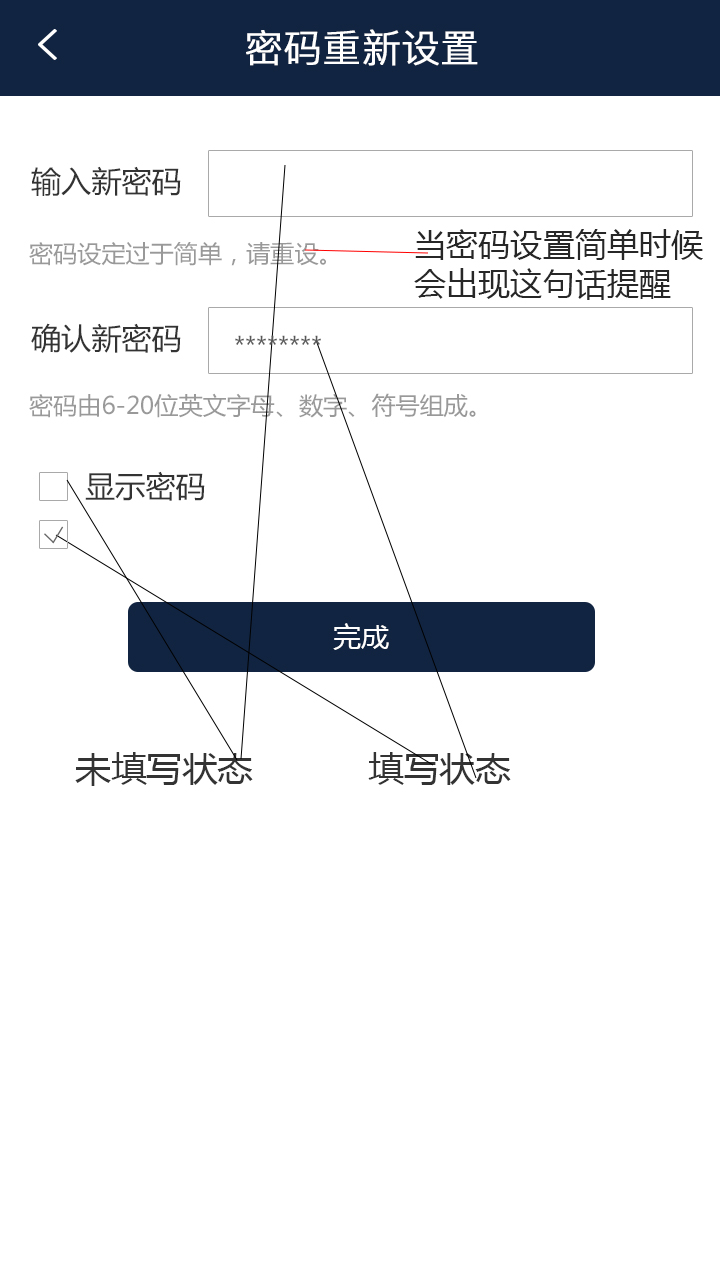 密码重新设置
输入新密码
密码设定过于简单，请重设。
当密码设置简单时候
会出现这句话提醒
确认新密码
********
密码由6-20位英文字母、数字、符号组成。
显示密码
完成
未填写状态
填写状态